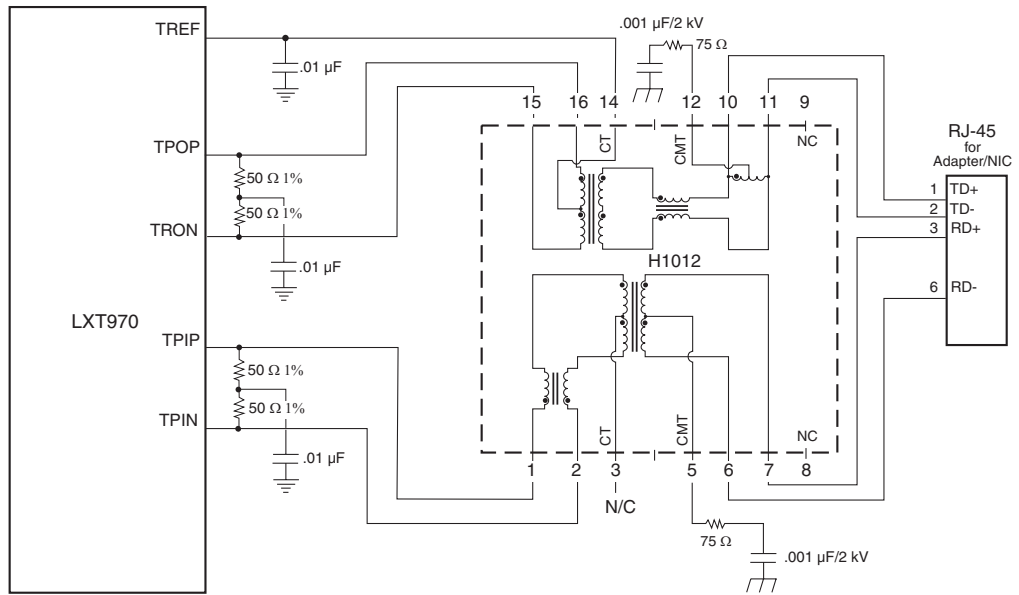 TREF
.01 µF
.001 µF/2 kV
75 Ω
15
16
14
12
10
11
9
CT
CMT
NC
RJ-45
for
Adapter/NIC
TPOP
50 Ω 1%
50 Ω 1%
TRON
.01 µF
1 TD+
2 TD-
3 RD+
6 RD-
H1012
LXT970
TPIP
50 Ω 1%
50 Ω 1%
TPIN
.01 µF
CT
CMT
NC
1
2
3
5
6
7
8
N/C
75 Ω
.001 µF/2 kV